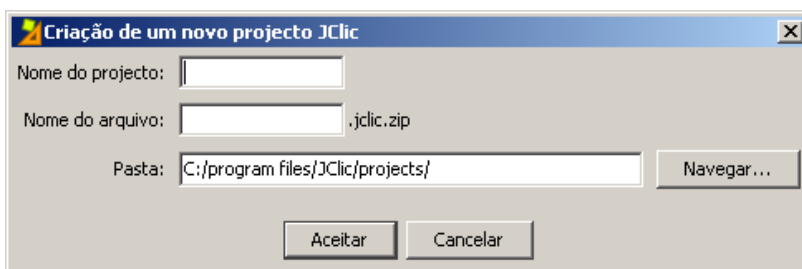 Criação de um novo projecto JClic
Nome do projecto:
Nome do arquivo: .jclic.zip
Pasta: C:/program files/JClic/projects/ Navegar...
Aceitar Cancelar